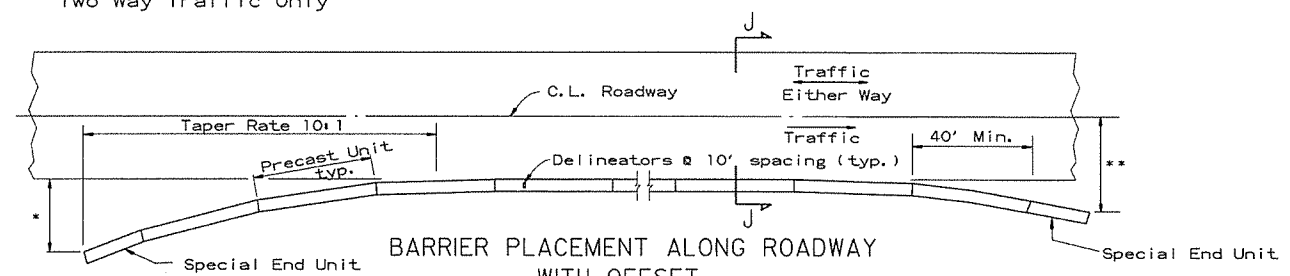 Two Way Traffic Only
J
Traffic
Either Way
C.L. Roadway
Taper Rate 10:1
Traffic
40' Min.
Precast Unit
typ.
Delineators @ 10' spacing (typ.)
*
**
J
BARRIER PLACEMENT ALONG ROADWAY
WITH OFFSET
Special End Unit
Special End Unit